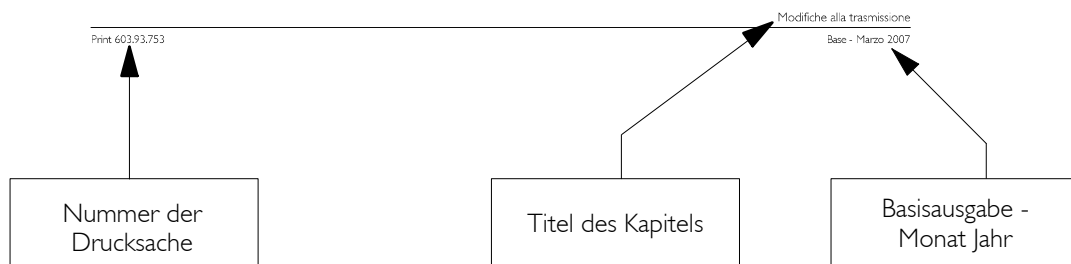 Modifiche alla trasmissione
Print 603.93.753
Base - Marzo 2007
Nummer der
Drucksache
Titel des Kapitels
Basisausgabe -
Monat Jahr